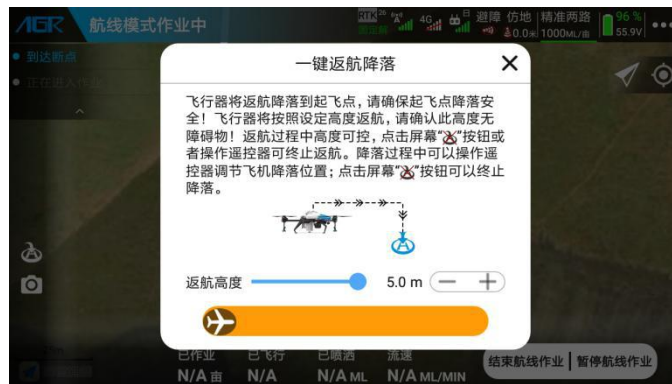 AGR 航线模式作业中 RTK 26 4G 避障 仿地 精准两路 96%
0.0米 1000ML/亩 55.9V
到达断点
一键返航降落
飞行器将返航降落到起飞点，请确保起飞点降落安
全！飞行器将按照设定高度返航，请确认此高度无
障碍物！返航过程中高度可控，点击屏幕“ ”按钮或
者操作遥控器可终止返航。降落过程中可以操作遥
控器调节飞机降落位置；点击屏幕“ ”按钮可以终止
降落。
返航高度 5.0 m
已作业 已飞行 已喷洒 流速
N/A 亩 N/A N/A ML N/A ML/MIN
结束航线作业 暂停航线作业